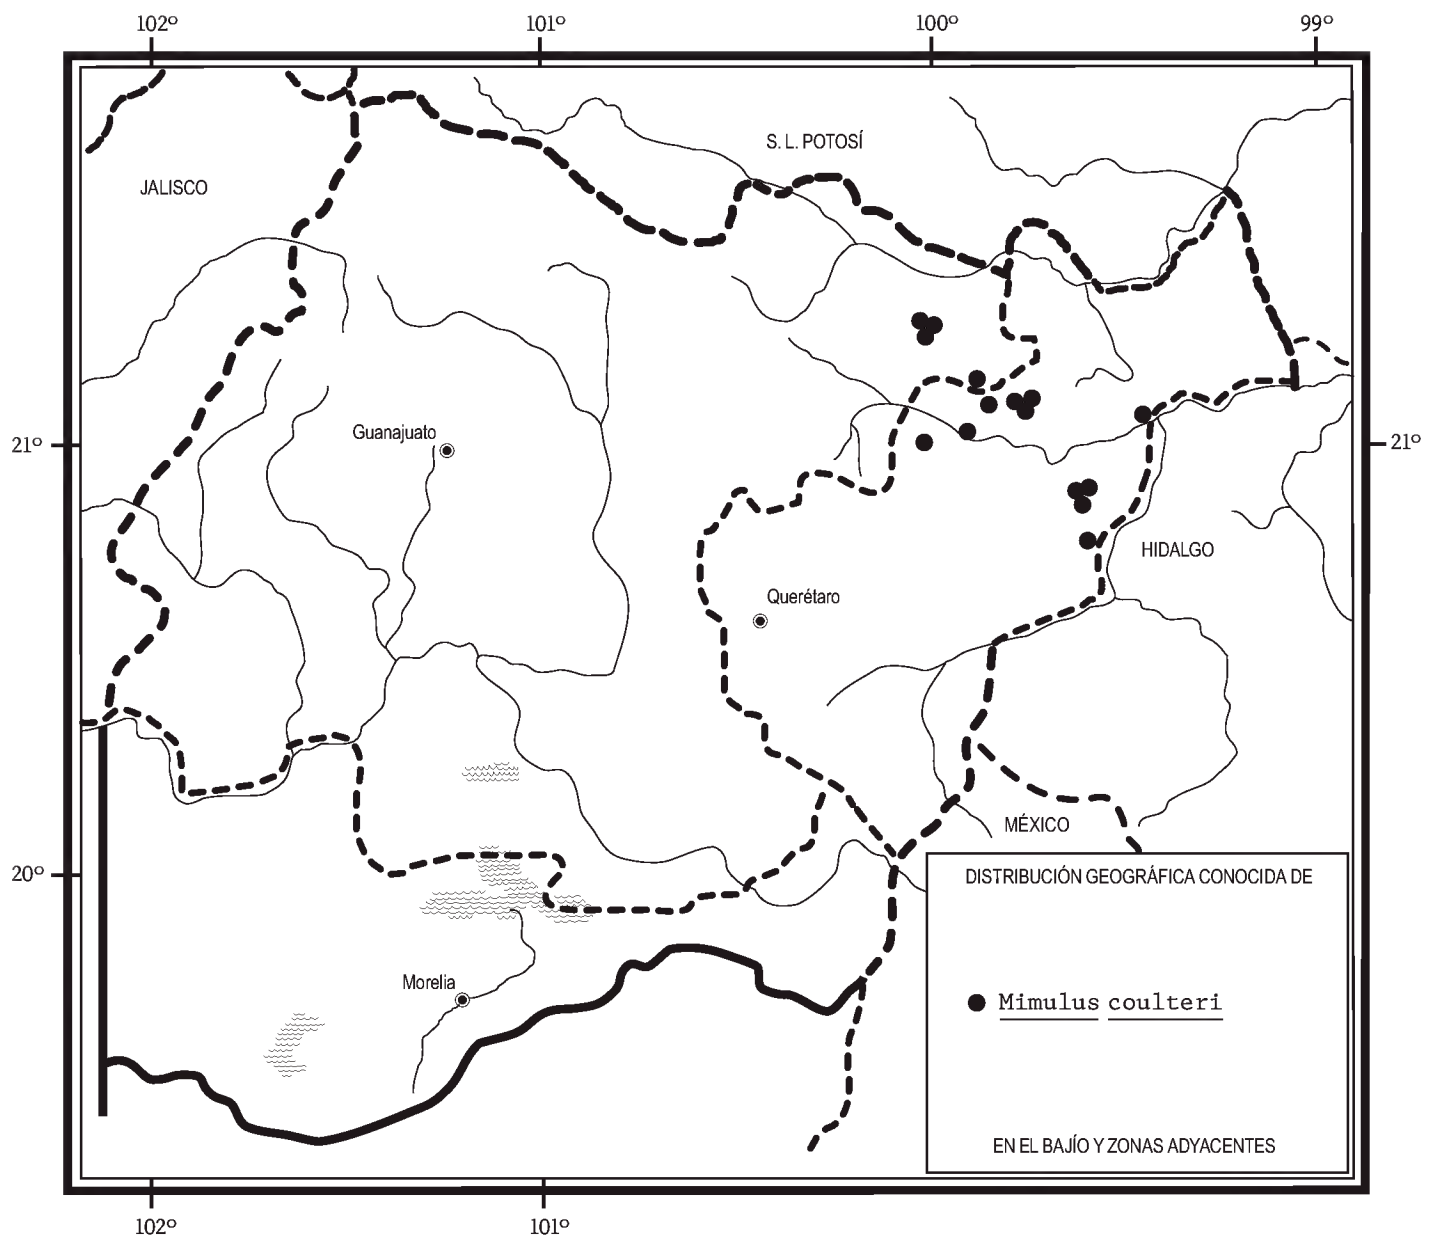 102º 101º 100º 99º
S. L. POTOSÍ
JALISCO
Guanajuato
21º 21º
HIDALGO
Querétaro
MÉXICO
20º
DISTRIBUCIÓN GEOGRÁFICA CONOCIDA DE
Morelia
Mimulus coulteri
EN EL BAJÍO Y ZONAS ADYACENTES
102º 101º